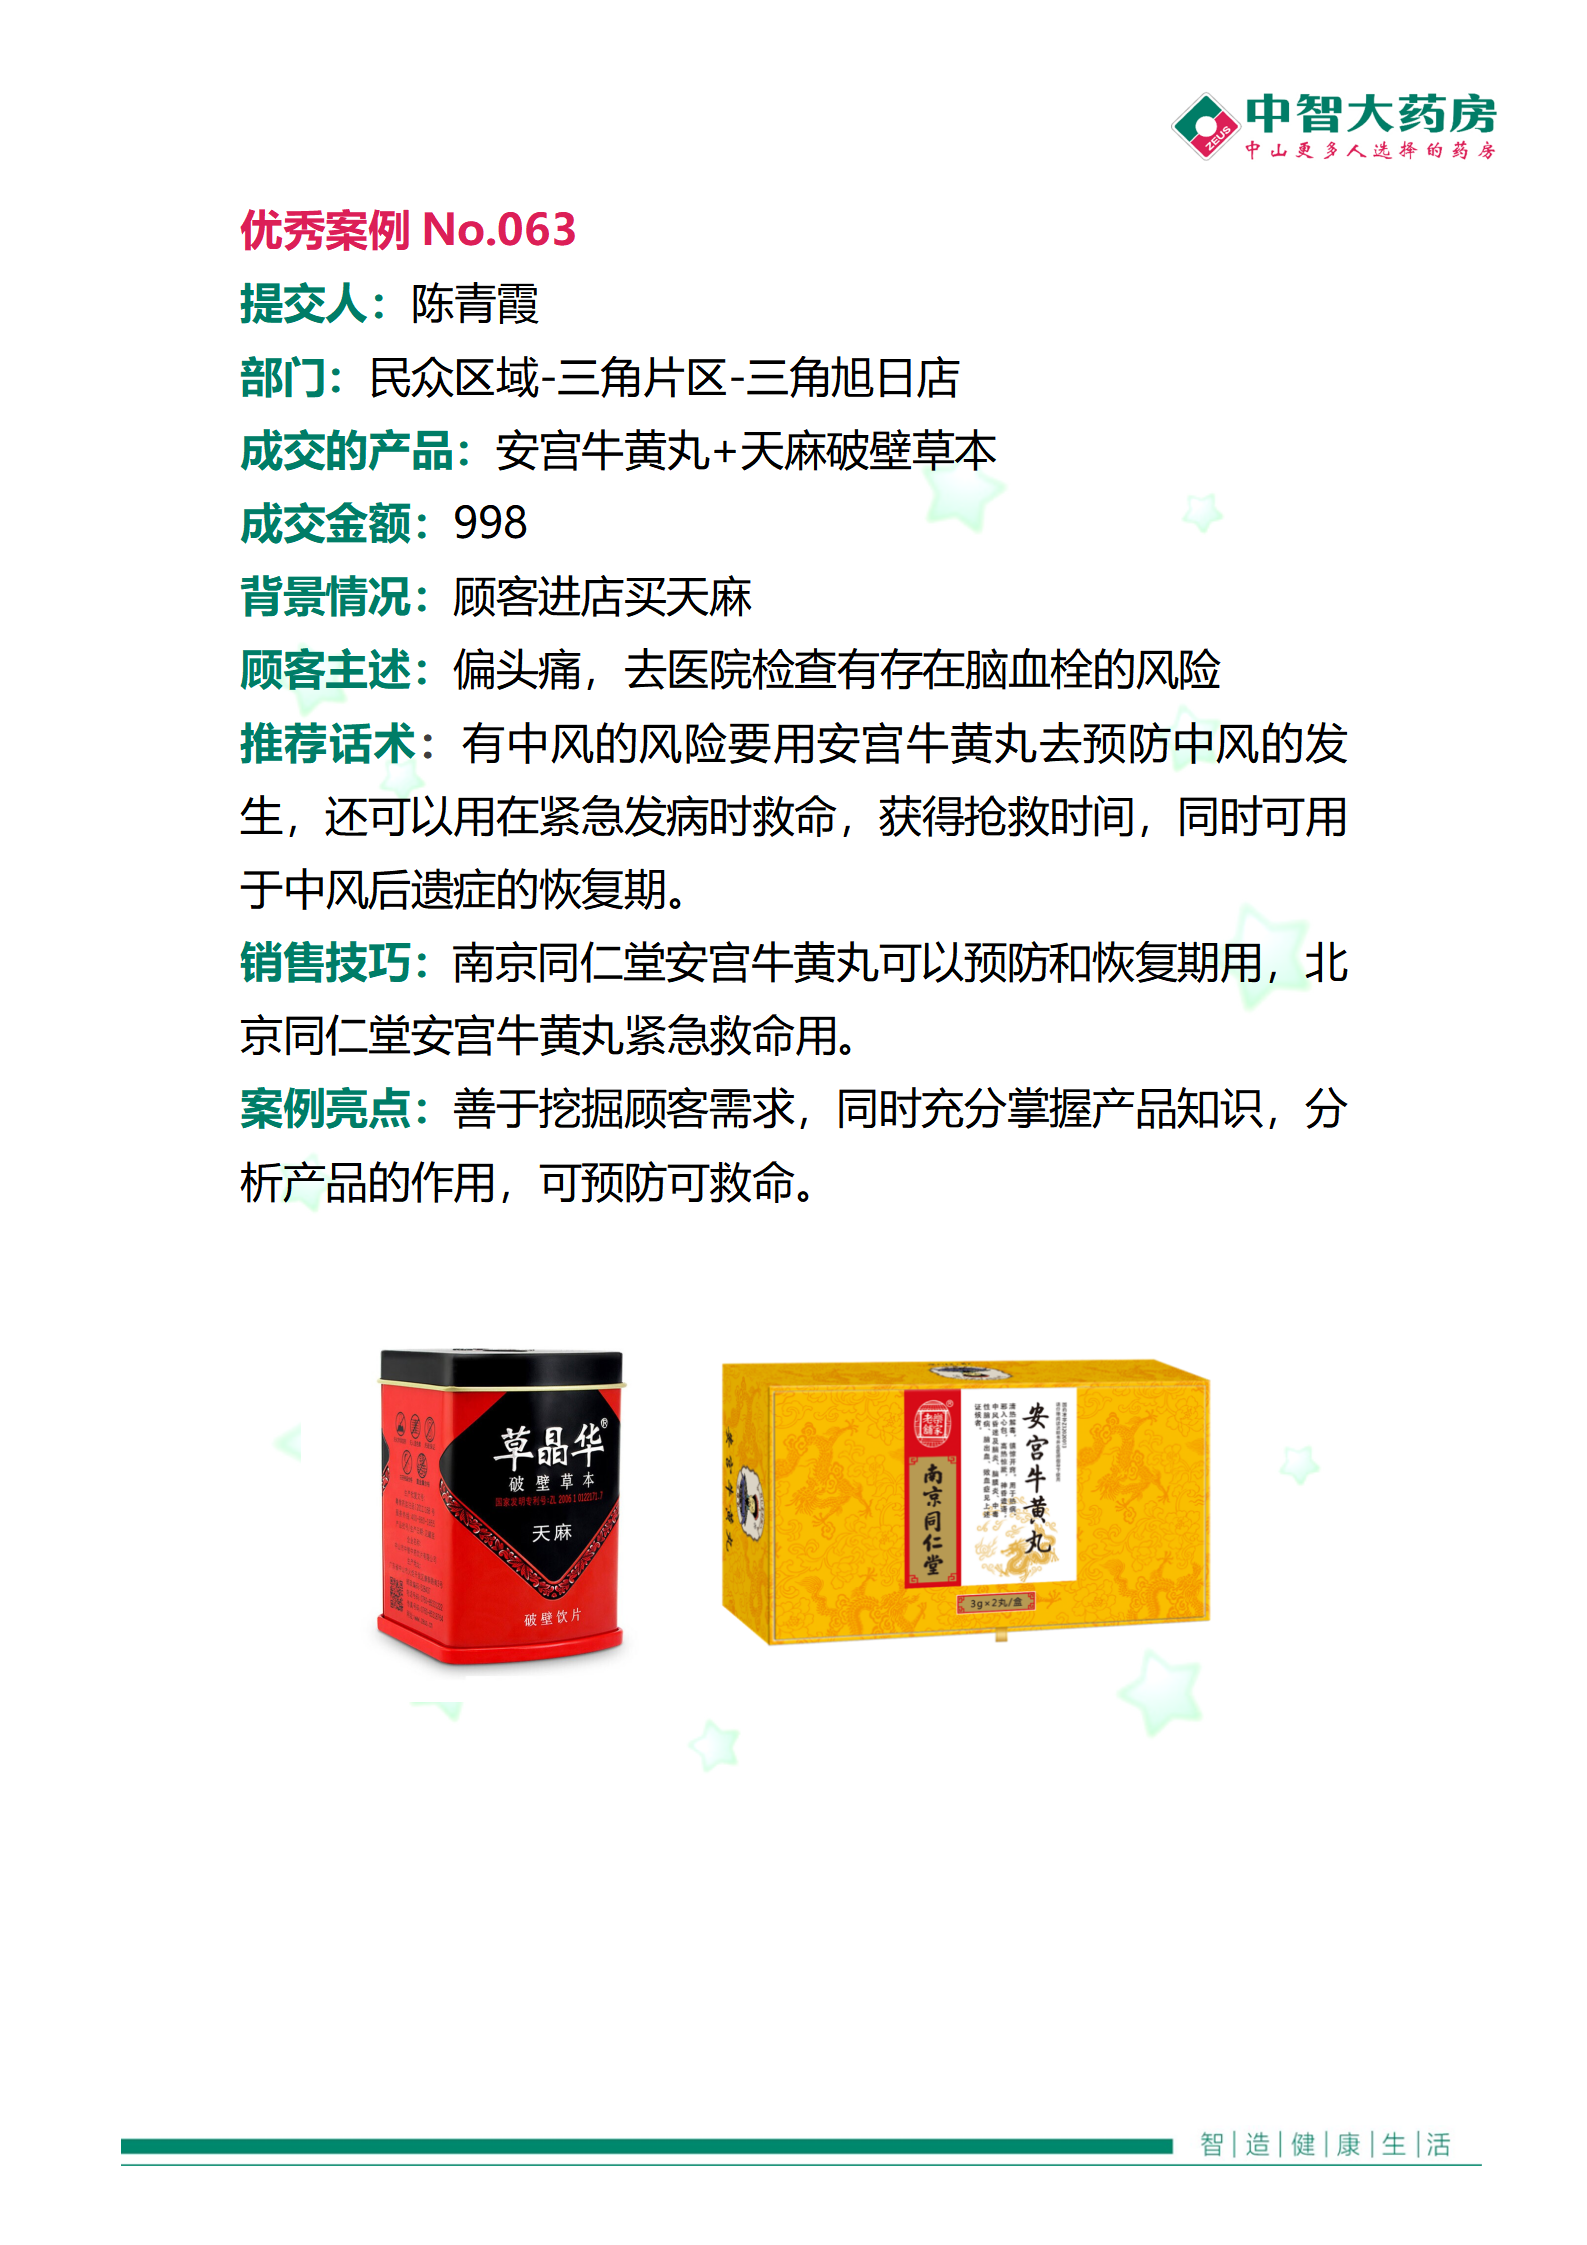 中智大药房
ZEUS
中山更多人选择的药房
优秀案例 No.063
提交人：陈青霞
部门：民众区域-三角片区-三角旭日店
成交的产品：安宫牛黄丸+天麻破壁草本
成交金额：998
背景情况：顾客进店买天麻
顾客主述：偏头痛，去医院检查有存在脑血栓的风险
推荐话术：有中风的风险要用安宫牛黄丸去预防中风的发
生，还可以用在紧急发病时救命，获得抢救时间，同时可用
于中风后遗症的恢复期。
销售技巧：南京同仁堂安宫牛黄丸可以预防和恢复期用，北
京同仁堂安宫牛黄丸紧急救命用。
案例亮点：善于挖掘顾客需求，同时充分掌握产品知识，分
析产品的作用，可预防可救命。
草晶华®
破壁草本
天麻
破壁饮片
安宫牛黄丸
南京同仁堂
3g×2丸/盒
智|造|健|康|生|活